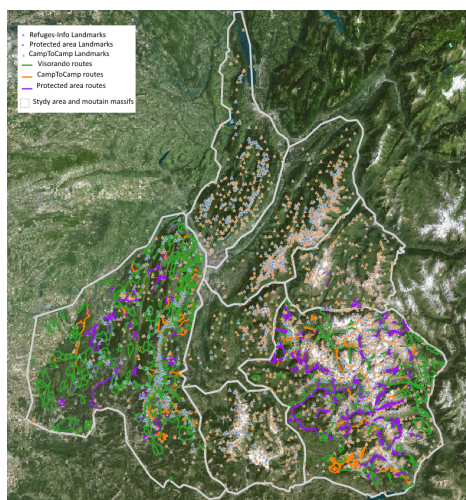 Refuges-Info Landmarks
Protected area Landmarks
CampToCamp Landmarks
Visorando routes
CampToCamp routes
Protected area routes
Stydy area and moutain massifs